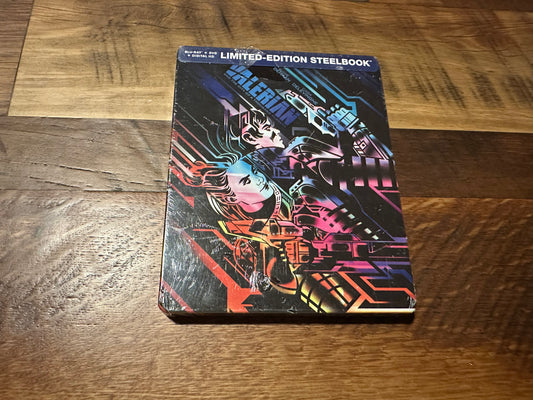 BLU-RAY + DVD
+ DIGITAL HD
LIMITED-EDITION STEELBOOK
VALERIAN